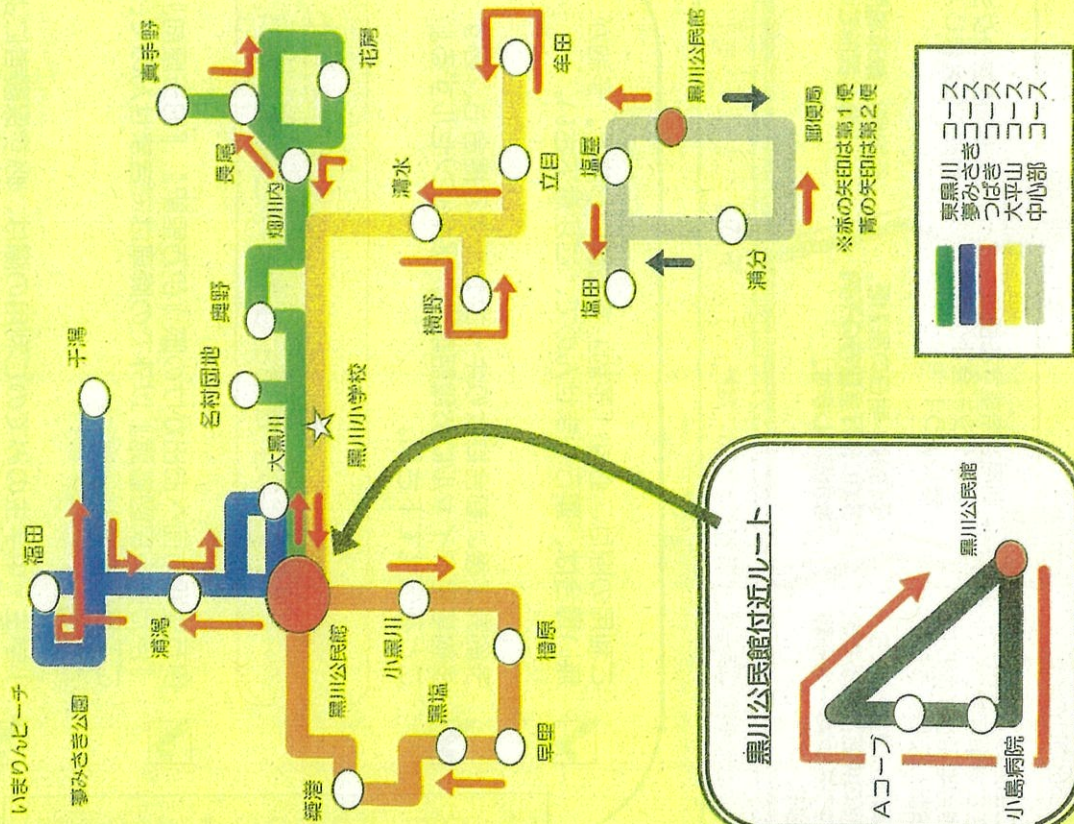 いまりんビーチ
夢みさき公園
福田
干潟
浦潟
名村団地
大黒川
奥野
畑川内
長尾
真手野
花房
黒川小学校
黒川公民館
築港
小黒川
黒塩
早里
椿原
清水
横野
立目
牟田
塩屋
黒川公民館
塩田
浦分
郵便局
※赤の矢印は第1便
青の矢印は第2便
黒川公民館付近ルート
Aコープ
小島病院
黒川公民館
東黒川 コース
夢みさき コース
つばき コース
大平山 コース
中心部 コース